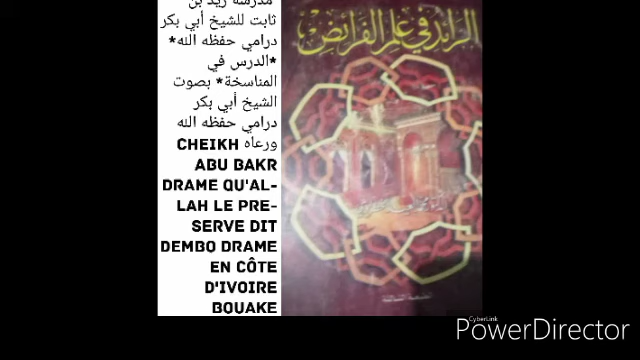 مدرسة زيد بن
ثابت للشيخ أبي بكر
درامي حفظه الله*
*الدرس في
المناسخة* بصوت
الشيخ أبي بكر
درامي حفظه الله
ورعاه CHEIKH
ABU BAKR
DRAME QU'AL-
LAH LE PRE-
SERVE DIT
DEMBO DRAME
EN CÔTE
D'IVOIRE
BOUAKE
الرائد في علم الفرائض
CyberLink
PowerDirector